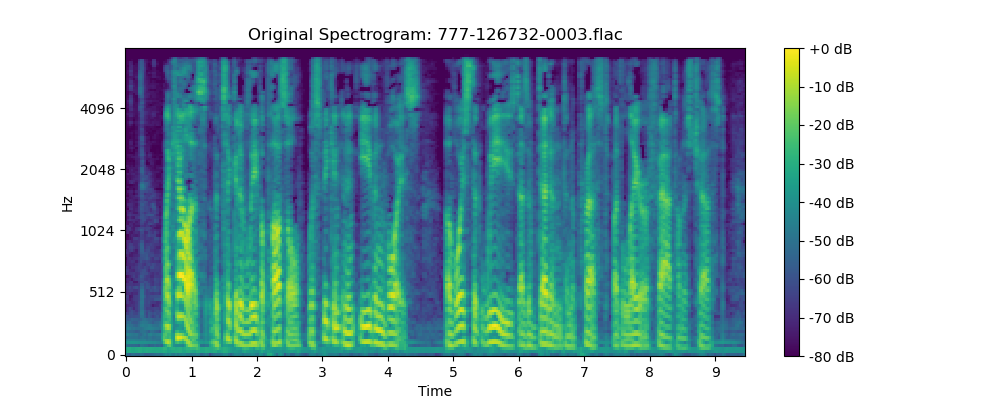 Original Spectrogram: 777-126732-0003.flac
Hz
4096
2048
1024
512
0
0 1 2 3 4 5 6 7 8 9
Time
+0 dB
-10 dB
-20 dB
-30 dB
-40 dB
-50 dB
-60 dB
-70 dB
-80 dB